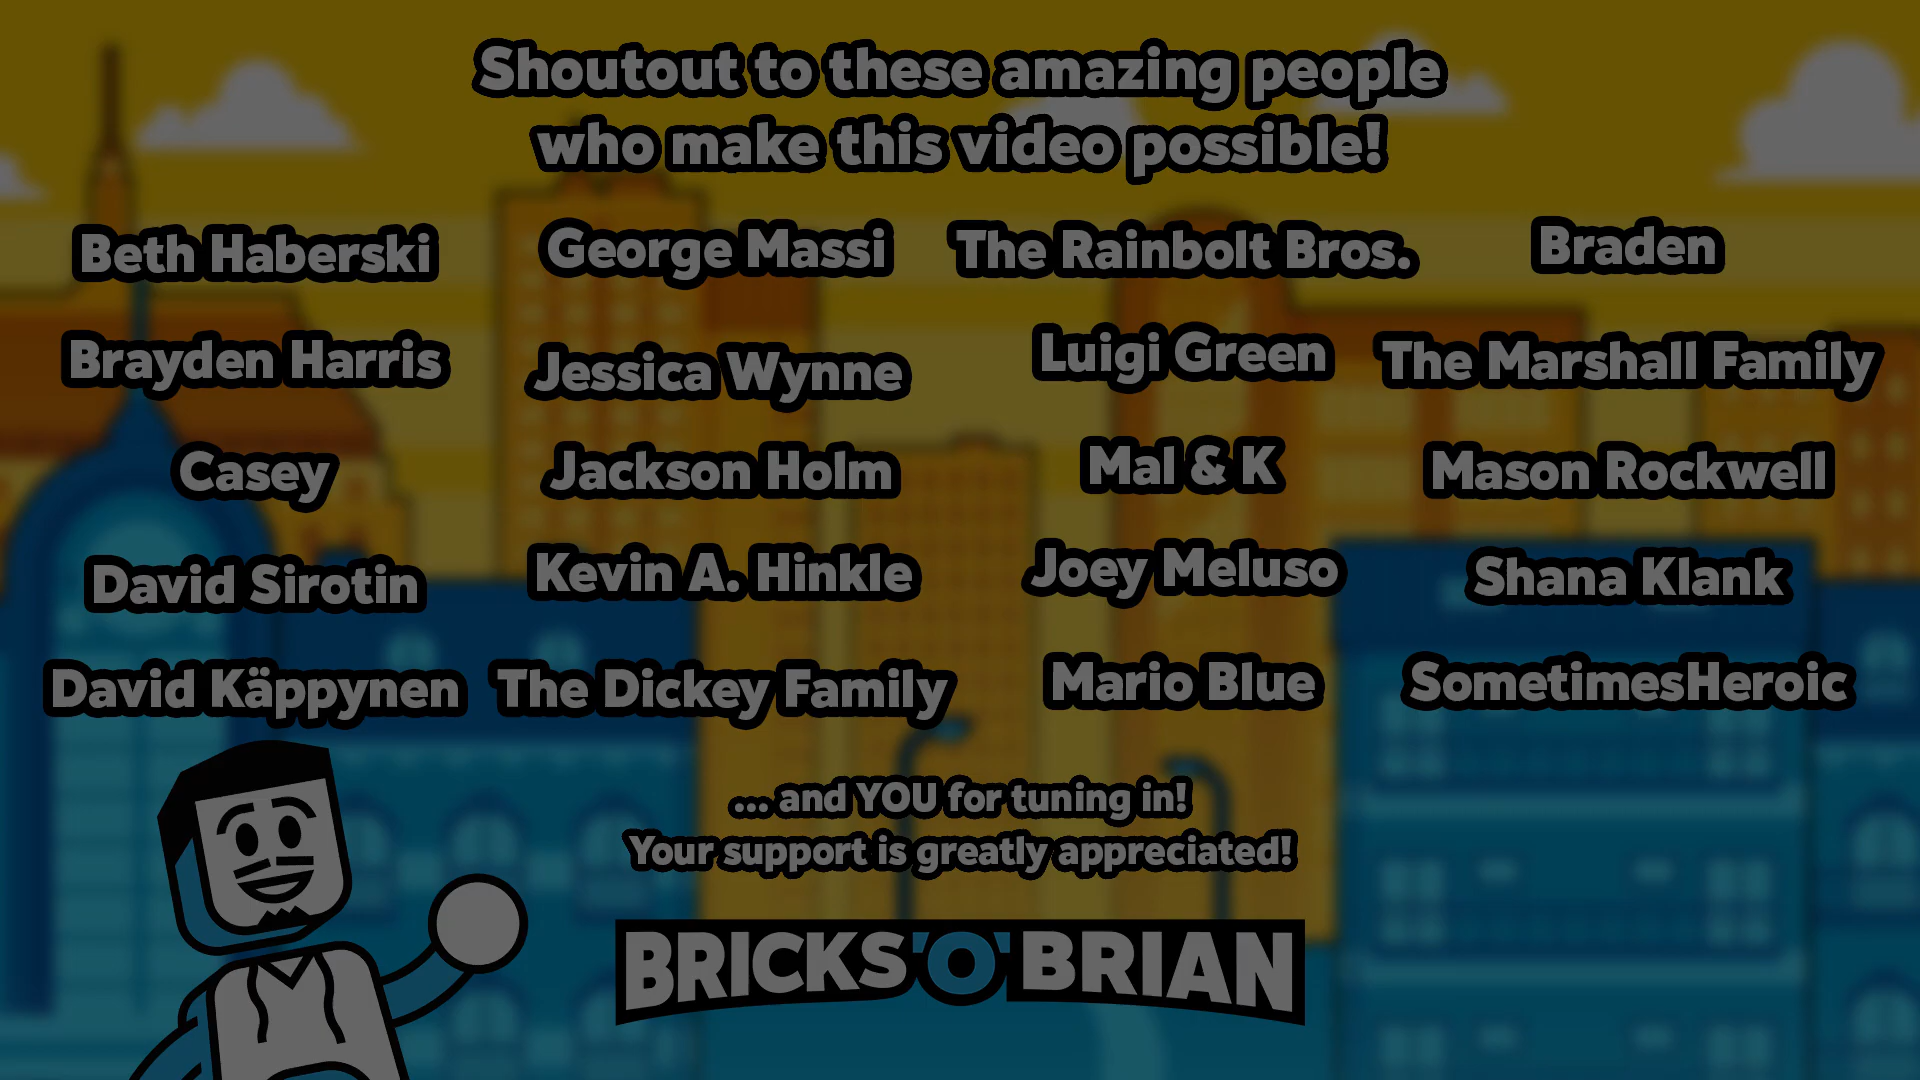 Shoutout to these amazing people
who make this video possible!
Beth Haberski George Massi The Rainbolt Bros. Braden
Brayden Harris Jessica Wynne Luigi Green The Marshall Family
Casey Jackson Holm Mal & K Mason Rockwell
David Sirotin Kevin A. Hinkle Joey Meluso Shana Klank
David Käppynen The Dickey Family Mario Blue SometimesHeroic
... and YOU for tuning in!
Your support is greatly appreciated!
BRICKS 'O' BRIAN